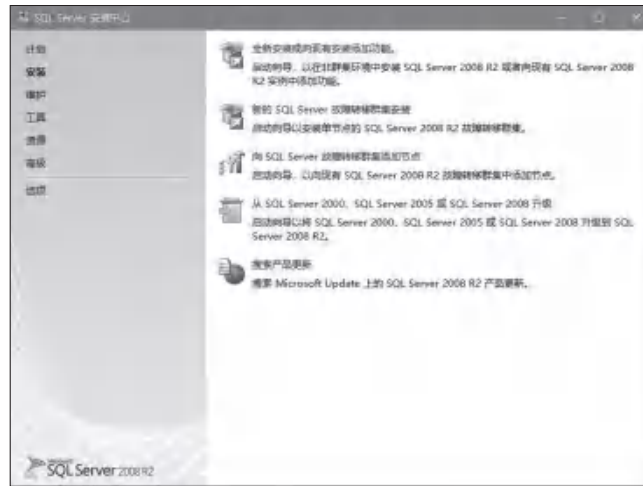 SQL Server 安装中心
计划
安装
维护
工具
资源
高级
选项
全新安装或向现有安装添加功能。
启动向导，以在非群集环境中安装 SQL Server 2008 R2 或者向现有 SQL Server 2008
R2 实例中添加功能。
新的 SQL Server 故障转移群集安装
启动向导以安装单节点的 SQL Server 2008 R2 故障转移群集。
向 SQL Server 故障转移群集添加节点
启动向导，以向现有 SQL Server 2008 R2 故障转移群集中添加节点。
从 SQL Server 2000、SQL Server 2005 或 SQL Server 2008 升级
启动向导以将 SQL Server 2000、SQL Server 2005 或 SQL Server 2008 升级到 SQL
Server 2008 R2。
搜索产品更新
搜索 Microsoft Update 上的 SQL Server 2008 R2 产品更新。
SQL Server 2008 R2